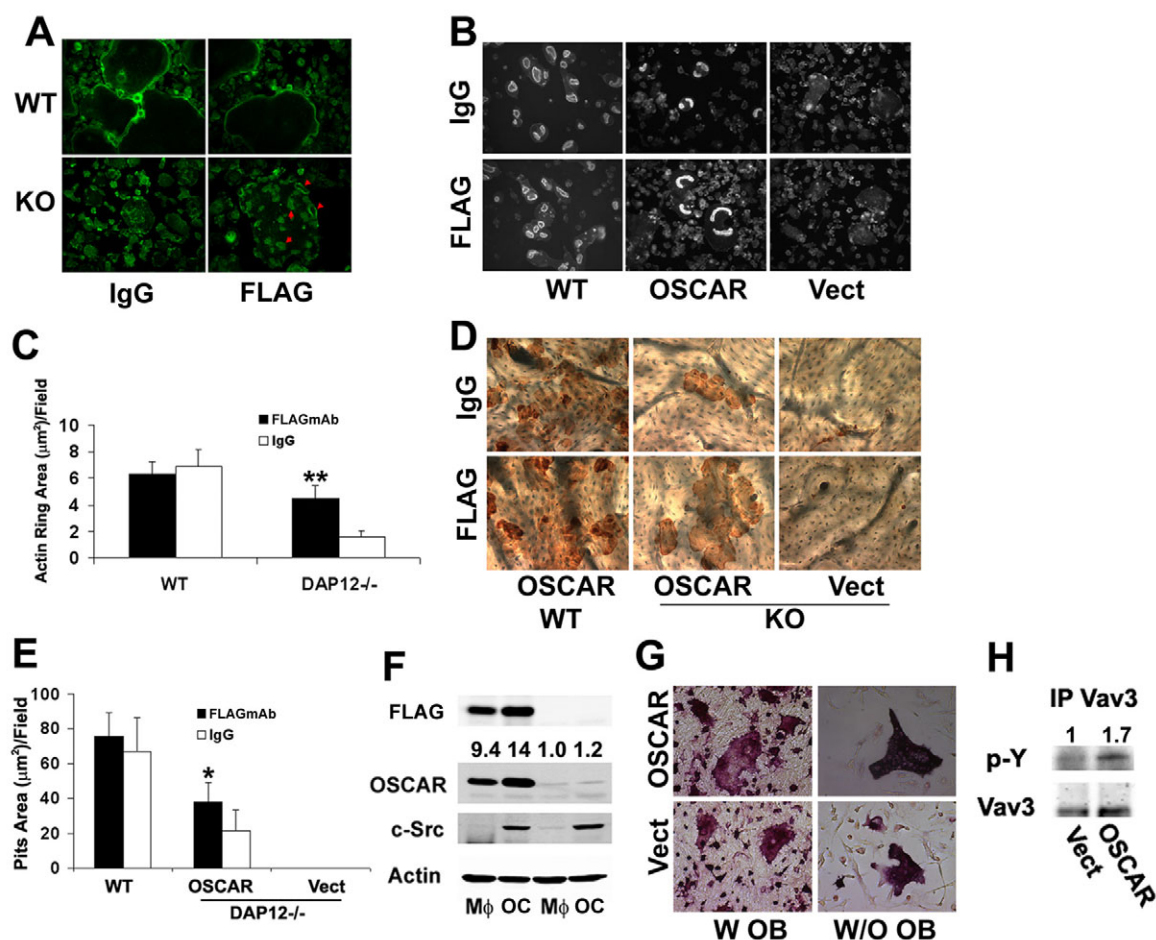 A
WT
KO
IgG FLAG
B
IgG
FLAG
WT OSCAR Vect
C
Actin Ring Area (μm²)/Field
FLAGmAb
IgG
10
8
6
4
2
0
**
WT DAP12-/-
D
IgG
FLAG
OSCAR OSCAR Vect
WT KO
E
Pits Area (μm²)/Field
FLAGmAb
IgG
100
80
60
40
20
0
*
WT OSCAR Vect
DAP12-/-
F
FLAG
9.4 14 1.0 1.2
OSCAR
c-Src
Actin
Mϕ OC Mϕ OC
G
OSCAR
Vect
W OB W/O OB
H
IP Vav3
1 1.7
p-Y
Vav3
Vect OSCAR